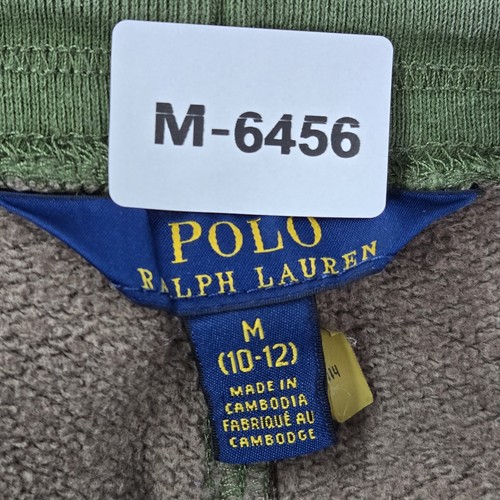 M-6456
POLO
RALPH LAUREN
M
(10-12)
MADE IN
CAMBODIA
FABRIQUÉ AU
CAMBODGE